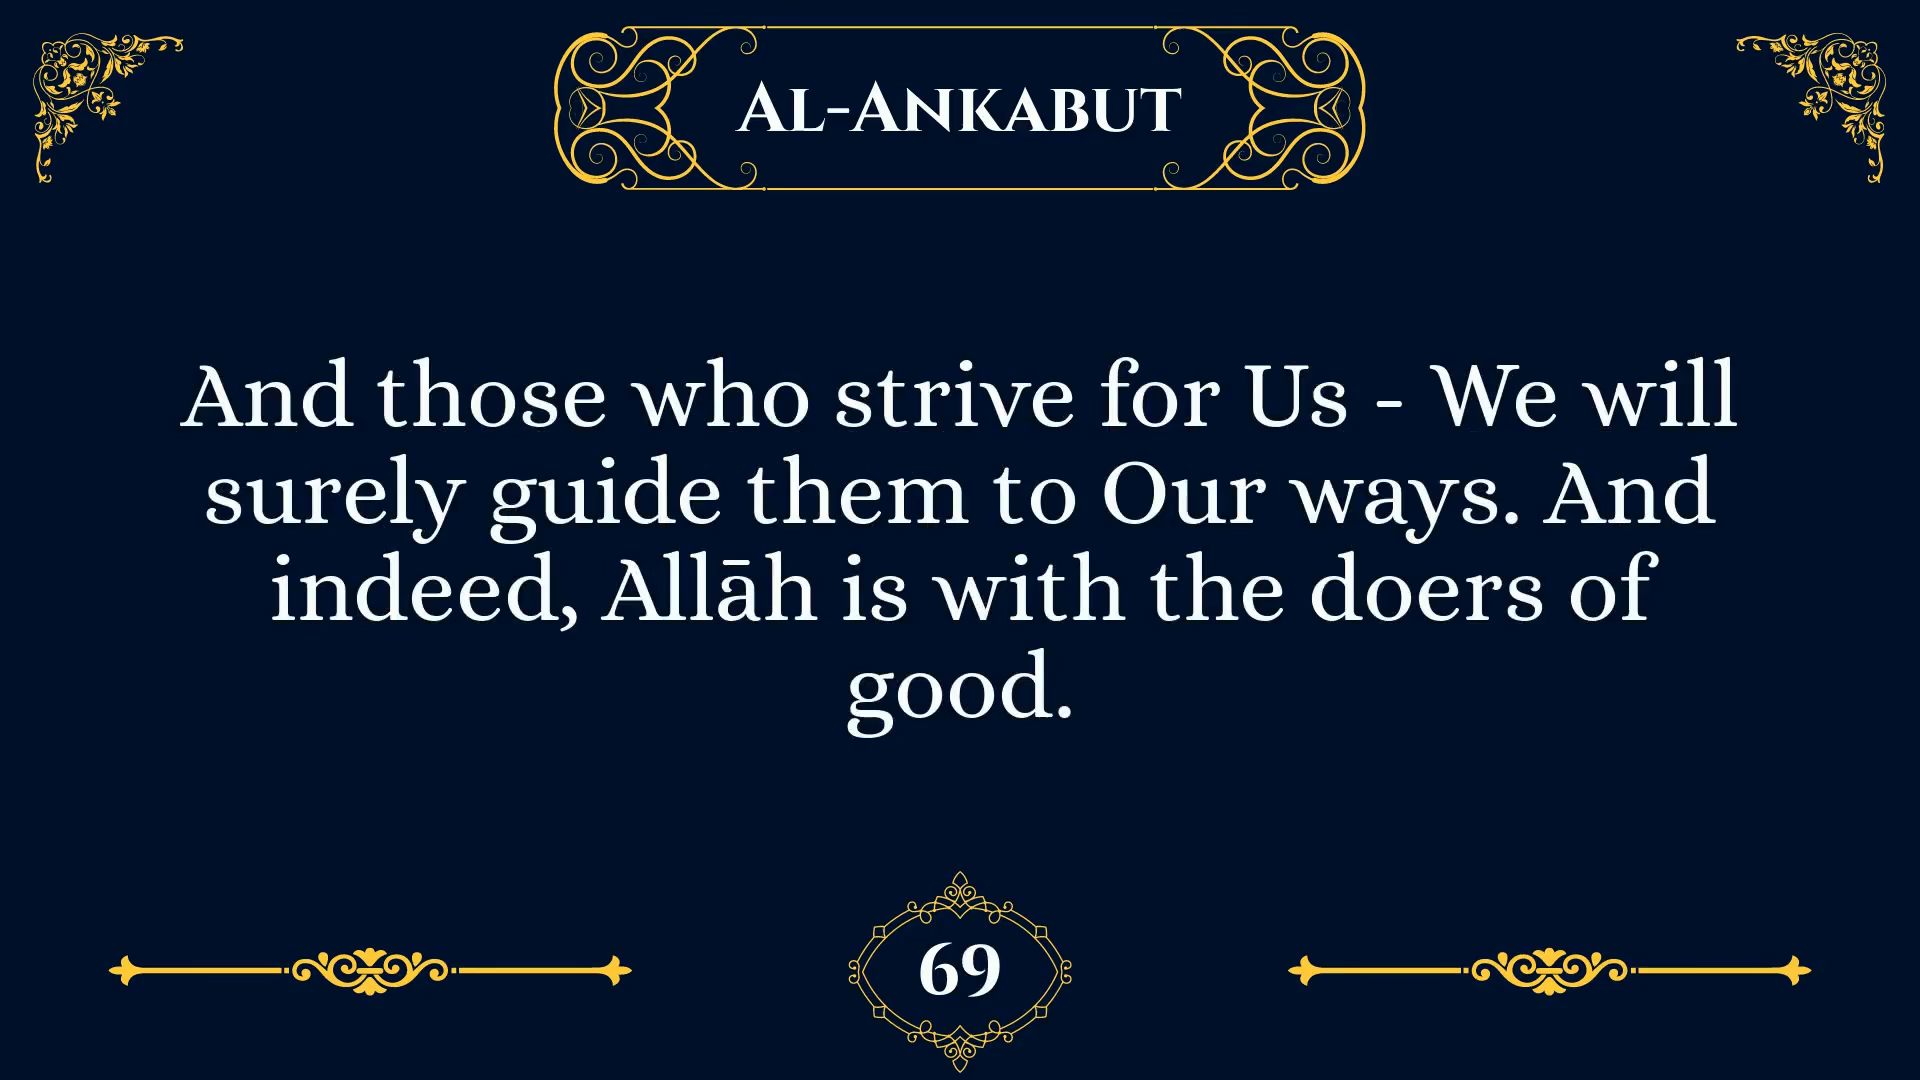 Al-Ankabut
And those who strive for Us - We will
surely guide them to Our ways. And
indeed, Allāh is with the doers of
good.
69